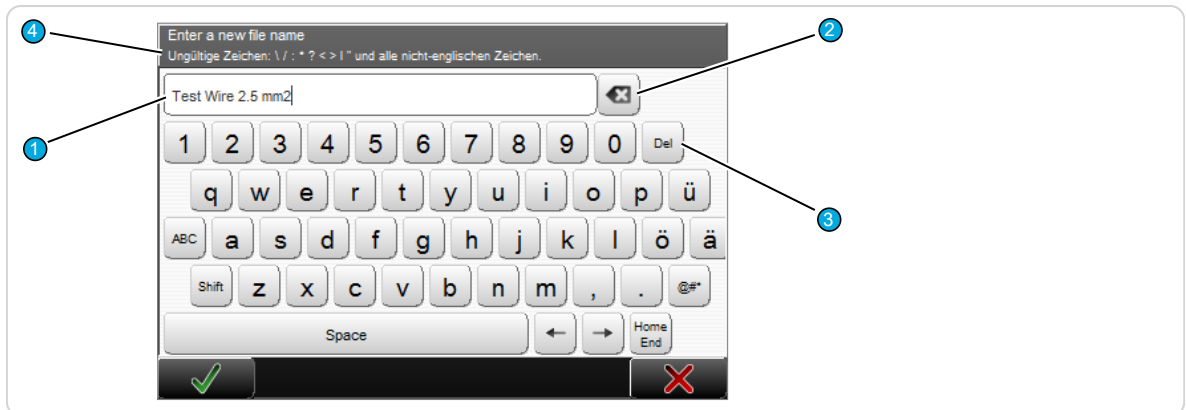 4
Enter a new file name
2
Ungültige Zeichen: \ / : * ? < > | " und alle nicht-englischen Zeichen.
Test Wire 2.5 mm2
1
1 2 3 4 5 6 7 8 9 0 Del
q w e r t y u i o p ü
3
ABC a s d f g h j k l ö ä
Shift z x c v b n m , . @#*
Space ← → Home
End